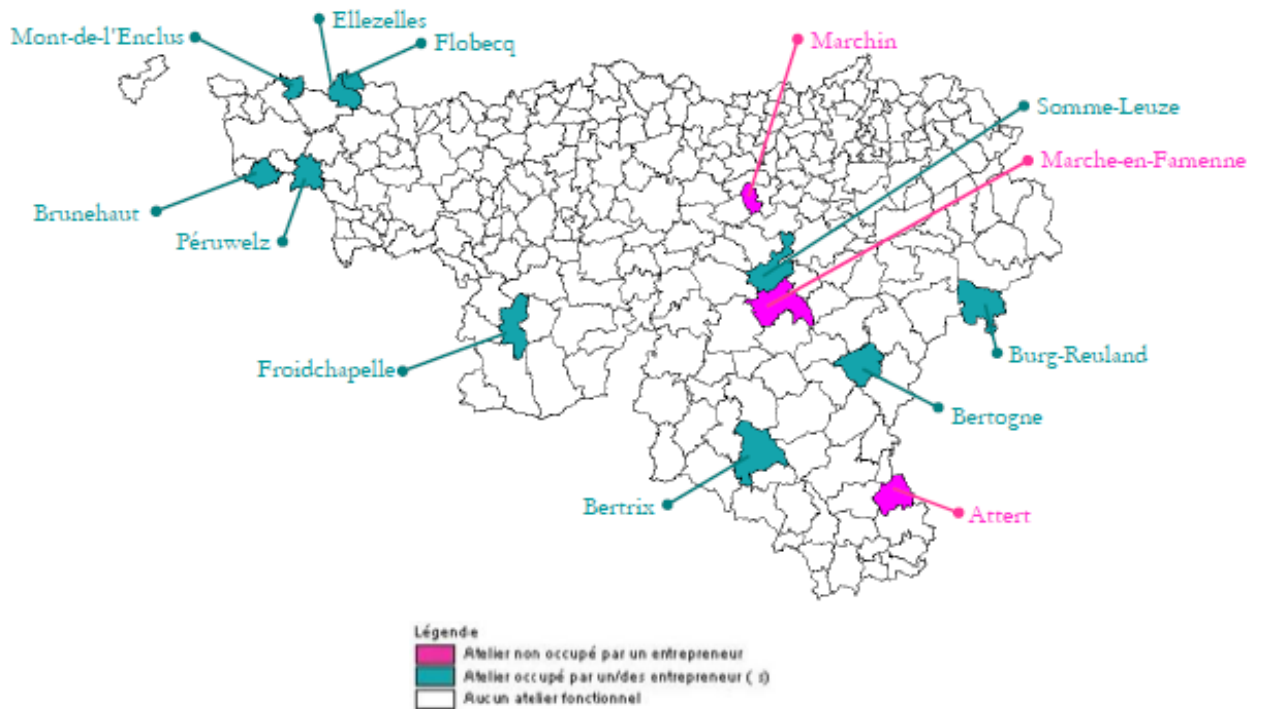 Ellezelles
Mont-de-l'Enclus
Flobecq
Marchin
Somme-Leuze
Marche-en-Famenne
Brunehaut
Péruwelz
Froidchapelle
Burg-Reuland
Bertogne
Bertrix
Attert
Légende
Atelier non occupé par un entrepreneur
Atelier occupé par un/des entrepreneur ( s)
Aucun atelier fonctionnel